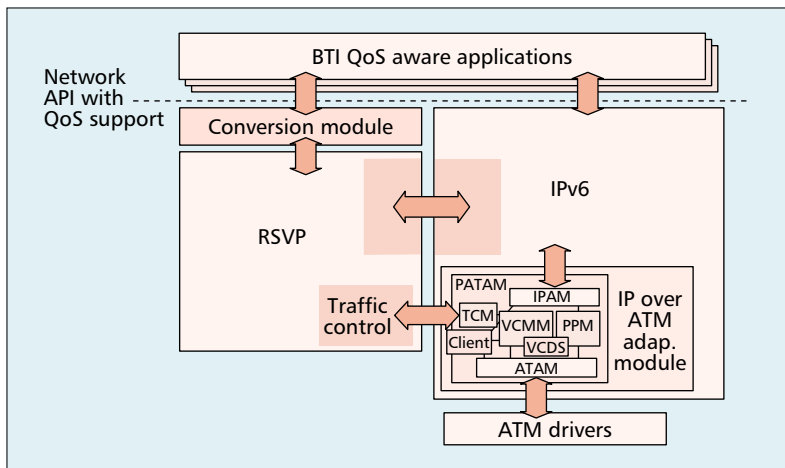 BTI QoS aware applications
Network
API with
QoS support
Conversion module
IPv6
RSVP
PATAM
IPAM
IP over
ATM
adap.
module
Traffic
control
TCM
VCMM
PPM
Client
VCDS
ATAM
ATM drivers